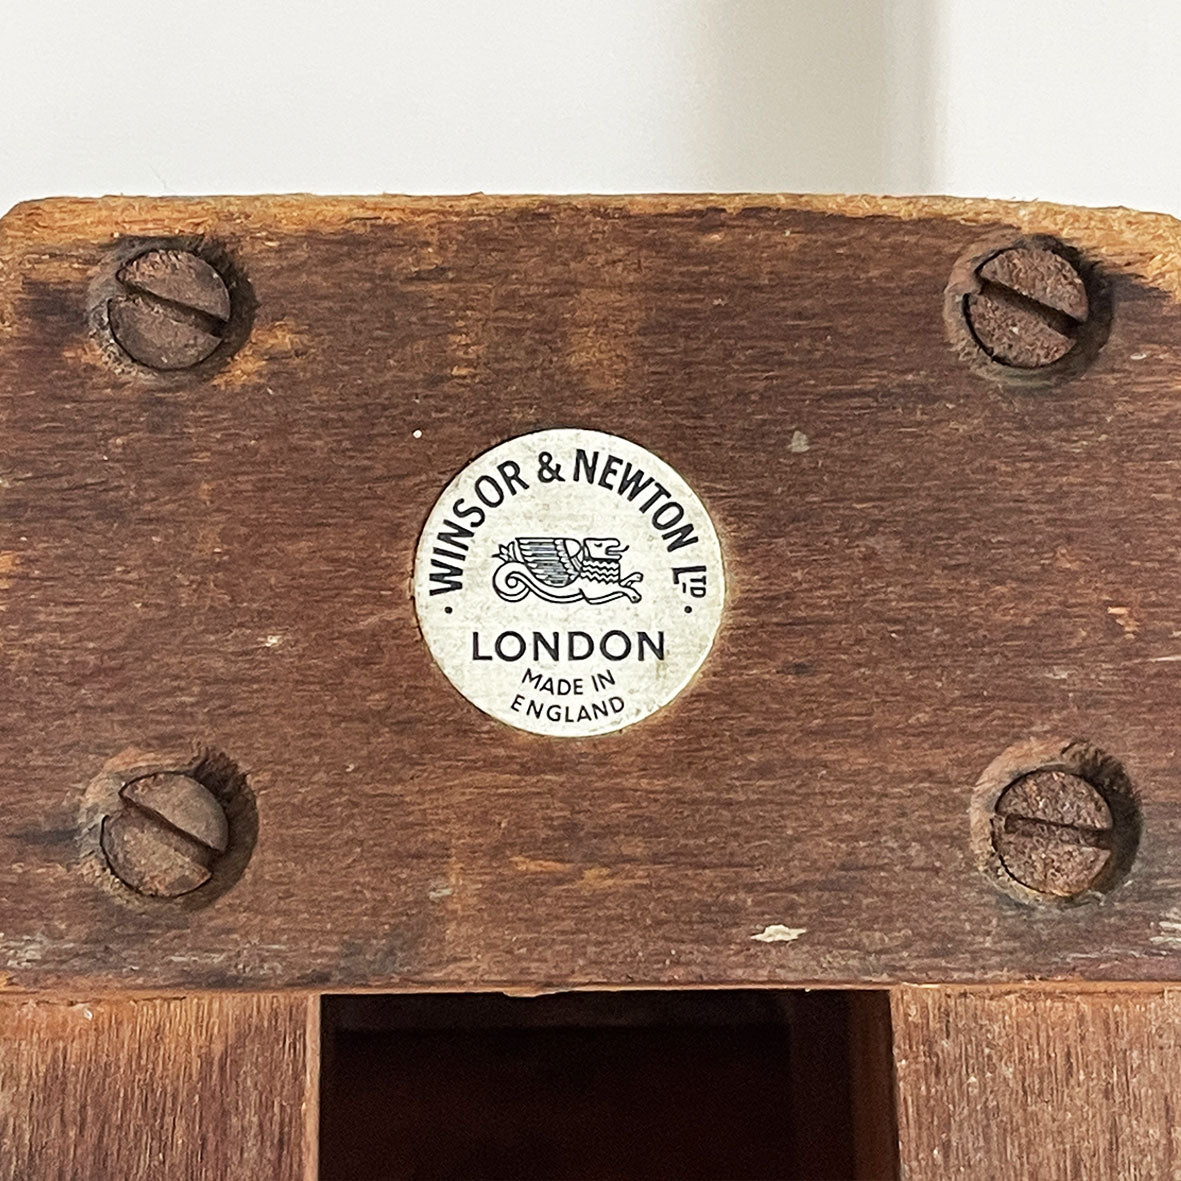 · WINSOR & NEWTON LTD ·
LONDON
MADE IN
ENGLAND